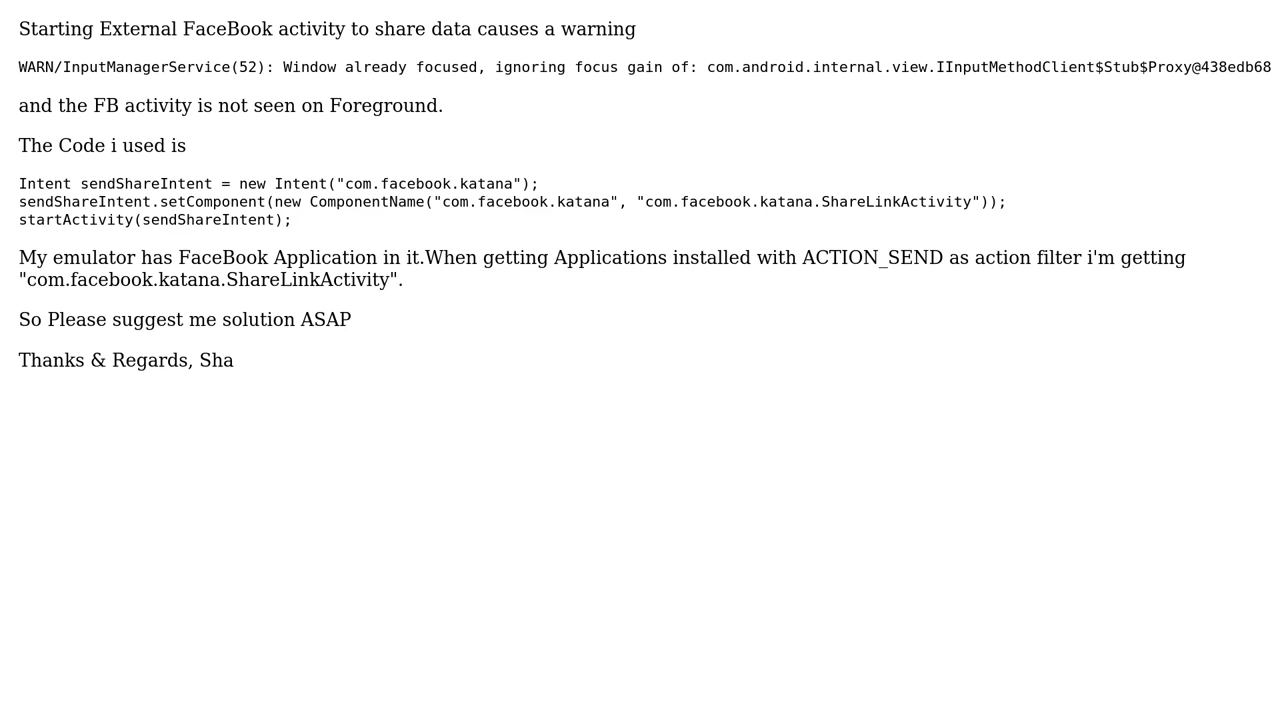 Starting External FaceBook activity to share data causes a warning
WARN/InputManagerService(52): Window already focused, ignoring focus gain of: com.android.internal.view.IInputMethodClient$Stub$Proxy@438edb68
and the FB activity is not seen on Foreground.
The Code i used is
Intent sendShareIntent = new Intent("com.facebook.katana");
sendShareIntent.setComponent(new ComponentName("com.facebook.katana", "com.facebook.katana.ShareLinkActivity"));
startActivity(sendShareIntent);
My emulator has FaceBook Application in it.When getting Applications installed with ACTION_SEND as action filter i'm getting
"com.facebook.katana.ShareLinkActivity".
So Please suggest me solution ASAP
Thanks & Regards, Sha